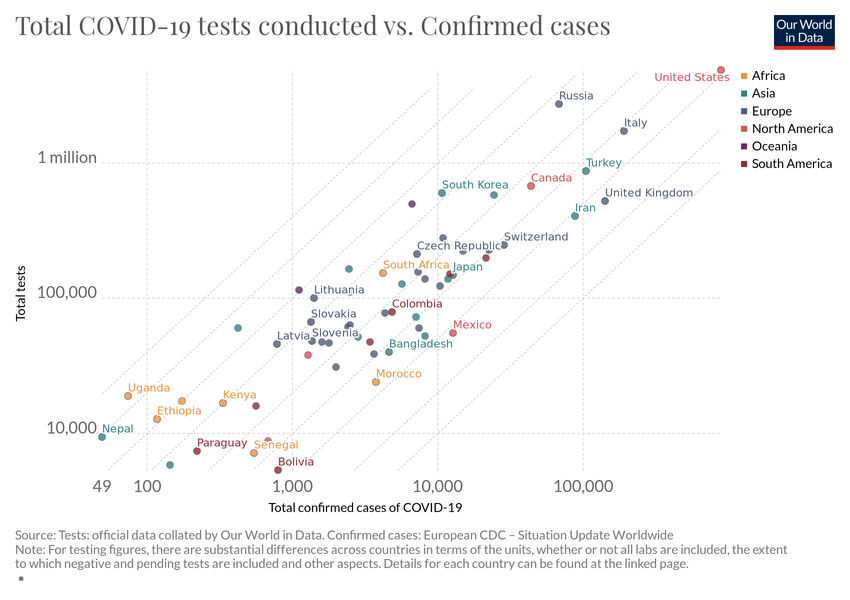 Total COVID-19 tests conducted vs. Confirmed cases
Our World
in Data
United States
Africa
Asia
Europe
North America
Oceania
South America
Russia
Italy
1 million
Turkey
Canada
South Korea
United Kingdom
Iran
Switzerland
Czech Republic
South Africa
Japan
Total tests
100,000
Lithuania
Colombia
Slovakia
Mexico
Latvia
Slovenia
Bangladesh
Morocco
Uganda
Kenya
Ethiopia
10,000
Nepal
Paraguay
Senegal
Bolivia
49
100
1,000
10,000
100,000
Total confirmed cases of COVID-19
Source: Tests: official data collated by Our World in Data. Confirmed cases: European CDC – Situation Update Worldwide
Note: For testing figures, there are substantial differences across countries in terms of the units, whether or not all labs are included, the extent
to which negative and pending tests are included and other aspects. Details for each country can be found at the linked page.